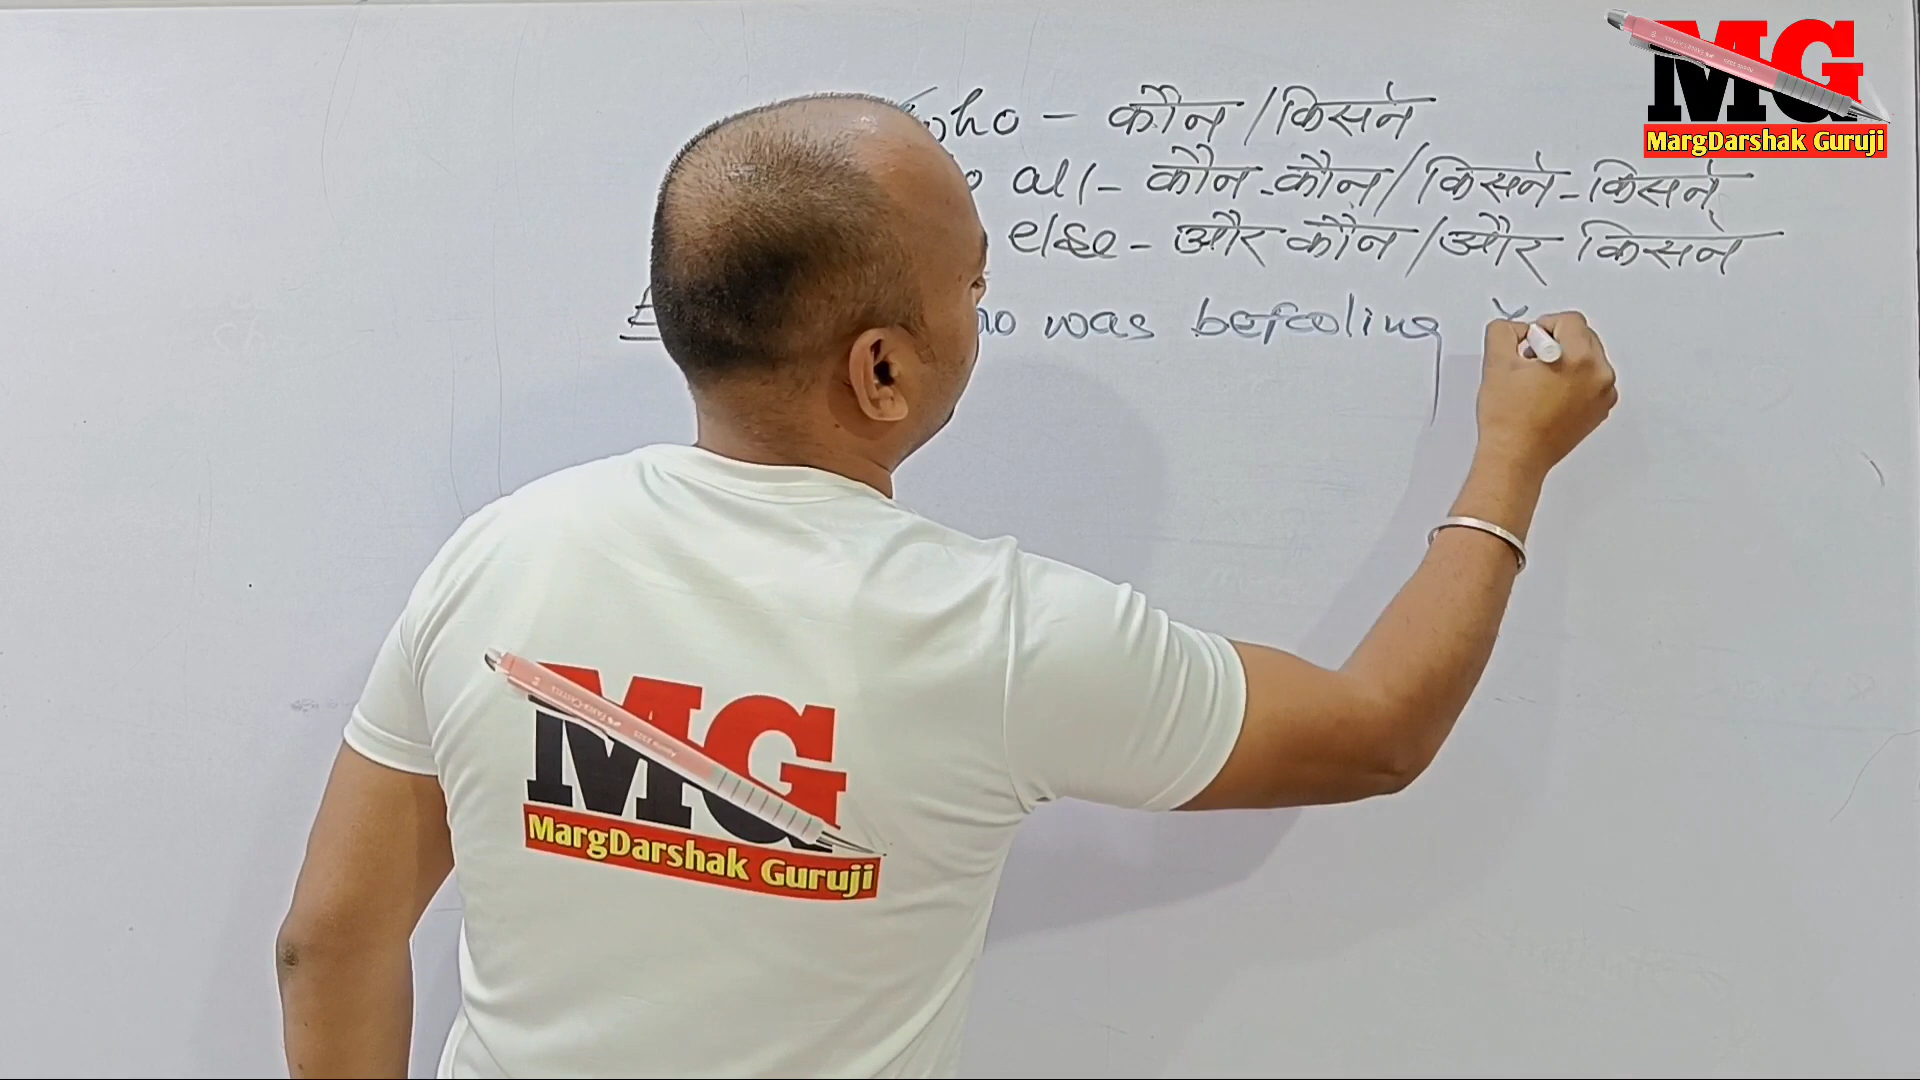 MG
MargDarshak Guruji
who - कौन / किसने
all - कौन-कौन / किसने-किसने
else - और कौन / और किसने
was befooling
MG
MargDarshak Guruji